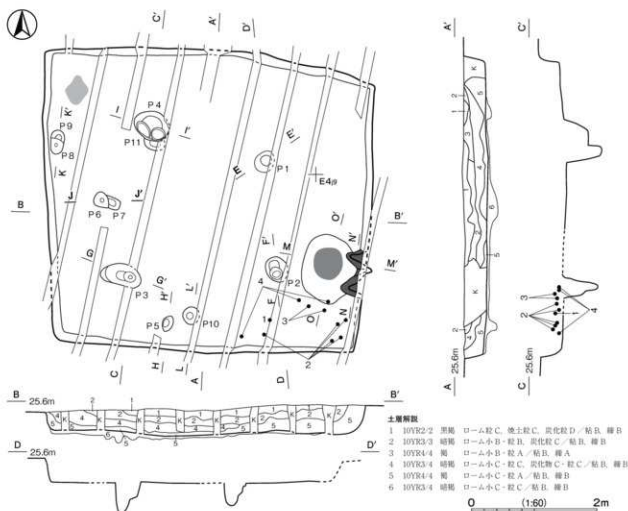 C'
A'
D'
A'
C'
K'
I
P4
P9
P8
P11
I'
K
E'
P1
E
E4j9
J
J'
P6
P7
B
B'
O'
N'
G
F'
M
M'
P3
G'
H'
L'
4
P2
P5
P10
1
F
3
O
N
2
H
L
C
A
D
25.6m
A
25.6m
C
B
25.6m
B'
D
25.6m
D'
土層解説
1 10YR2/2 黒褐 ローム粒C、焼土粒C、炭化粒D/粘B、締B
2 10YR3/3 暗褐 ローム小B・粒B、炭化粒C/粘B、締B
3 10YR4/4 褐 ローム小B・粒A/粘B、締A
4 10YR3/4 暗褐 ローム小C・粒C、炭化物C・粒C/粘B、締B
5 10YR4/4 褐 ローム小C・粒A/粘B、締B
6 10YR3/4 暗褐 ローム小C・粒C/粘B、締B
0 (1:60) 2m